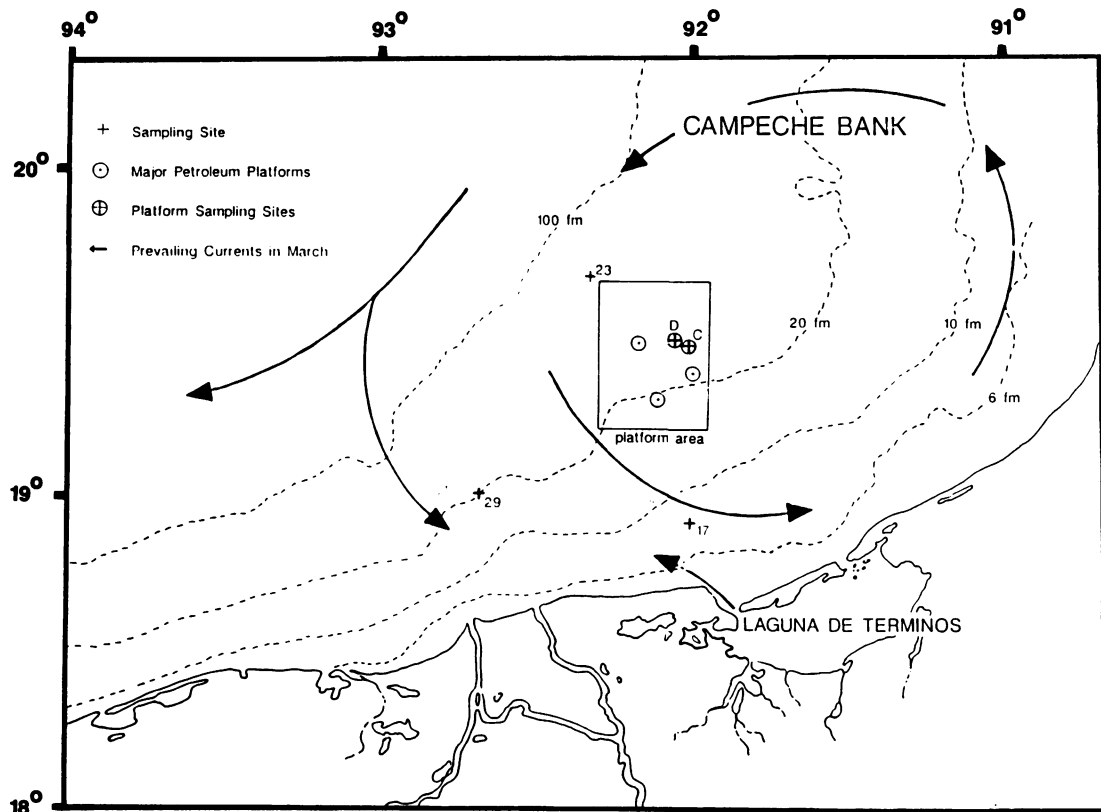 94° 93° 92° 91°
CAMPECHE BANK
+ Sampling Site
20°
Major Petroleum Platforms
Platform Sampling Sites
100 fm
Prevailing Currents in March
+23
D C
20 fm
10 fm
6 fm
platform area
19°
+29
+17
LAGUNA DE TERMINOS
18°